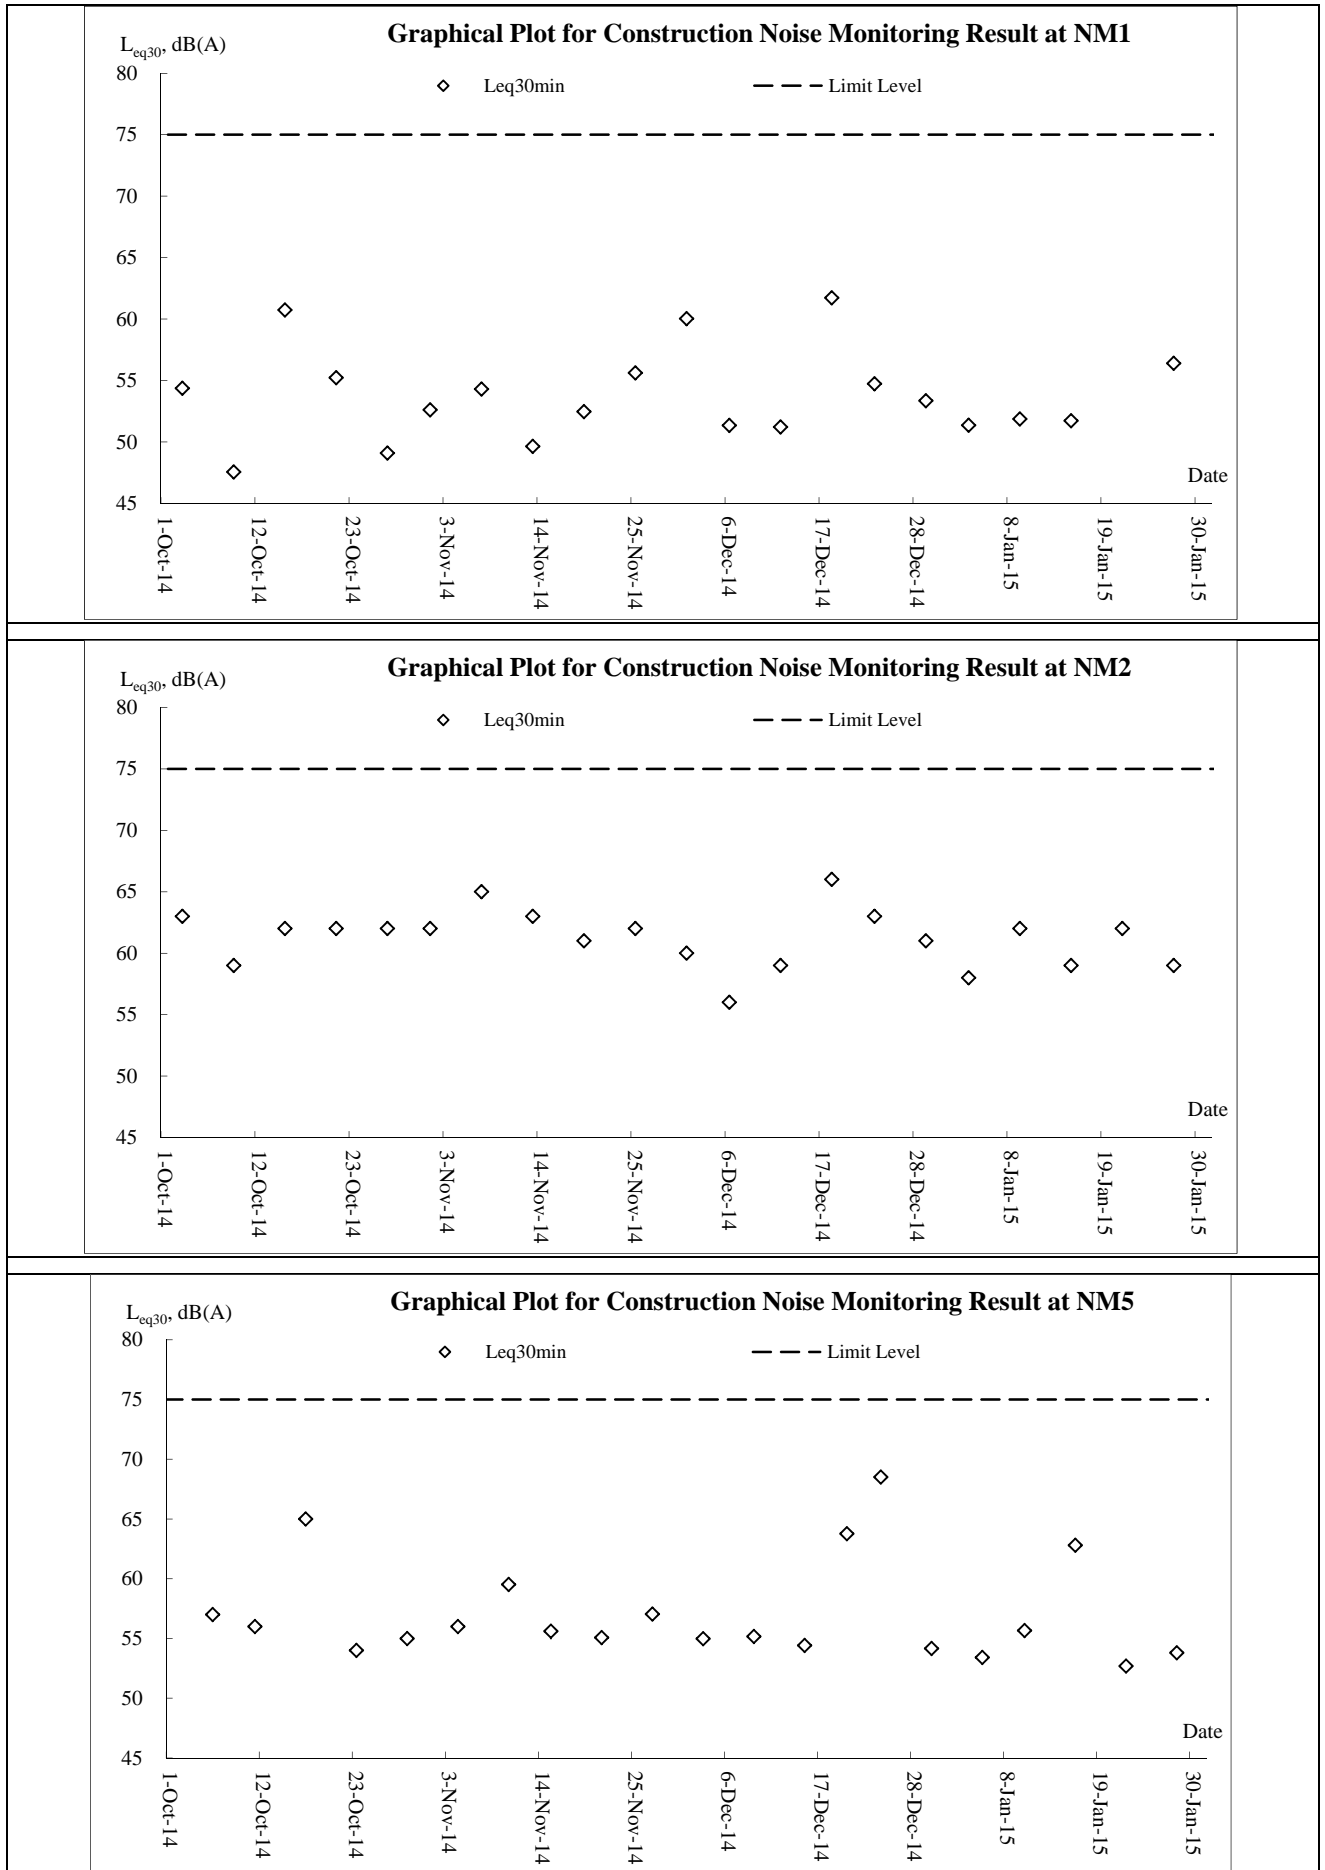 Graphical Plot for Construction Noise Monitoring Result at NM1
Leq30, dB(A)
Leq30min
Limit Level
80
75
70
65
60
55
50
45
Date
1-Oct-14
12-Oct-14
23-Oct-14
3-Nov-14
14-Nov-14
25-Nov-14
6-Dec-14
17-Dec-14
28-Dec-14
8-Jan-15
19-Jan-15
30-Jan-15
Graphical Plot for Construction Noise Monitoring Result at NM2
Leq30, dB(A)
Leq30min
Limit Level
80
75
70
65
60
55
50
45
Date
1-Oct-14
12-Oct-14
23-Oct-14
3-Nov-14
14-Nov-14
25-Nov-14
6-Dec-14
17-Dec-14
28-Dec-14
8-Jan-15
19-Jan-15
30-Jan-15
Graphical Plot for Construction Noise Monitoring Result at NM5
Leq30, dB(A)
Leq30min
Limit Level
80
75
70
65
60
55
50
45
Date
1-Oct-14
12-Oct-14
23-Oct-14
3-Nov-14
14-Nov-14
25-Nov-14
6-Dec-14
17-Dec-14
28-Dec-14
8-Jan-15
19-Jan-15
30-Jan-15